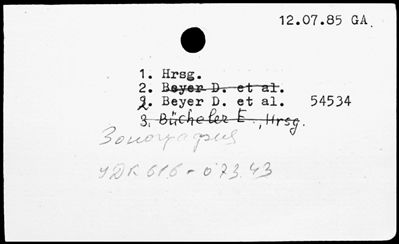 12.07.85 GA
1. Hrsg.
2. Beyer D. et al.
2. Beyer D. et al. 54534
3. Bücheler E., Hrsg.
Зонография
УДК 616-073.43